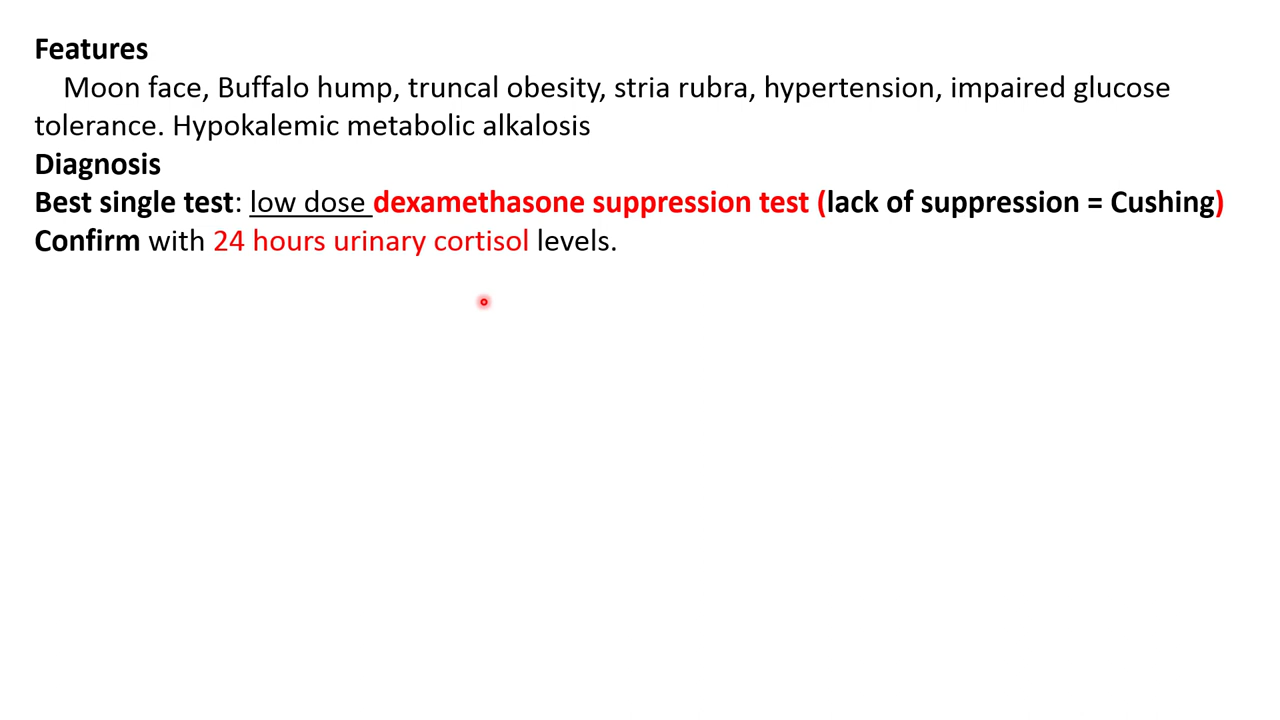 Features
Moon face, Buffalo hump, truncal obesity, stria rubra, hypertension, impaired glucose
tolerance. Hypokalemic metabolic alkalosis
Diagnosis
Best single test: low dose dexamethasone suppression test (lack of suppression = Cushing)
Confirm with 24 hours urinary cortisol levels.